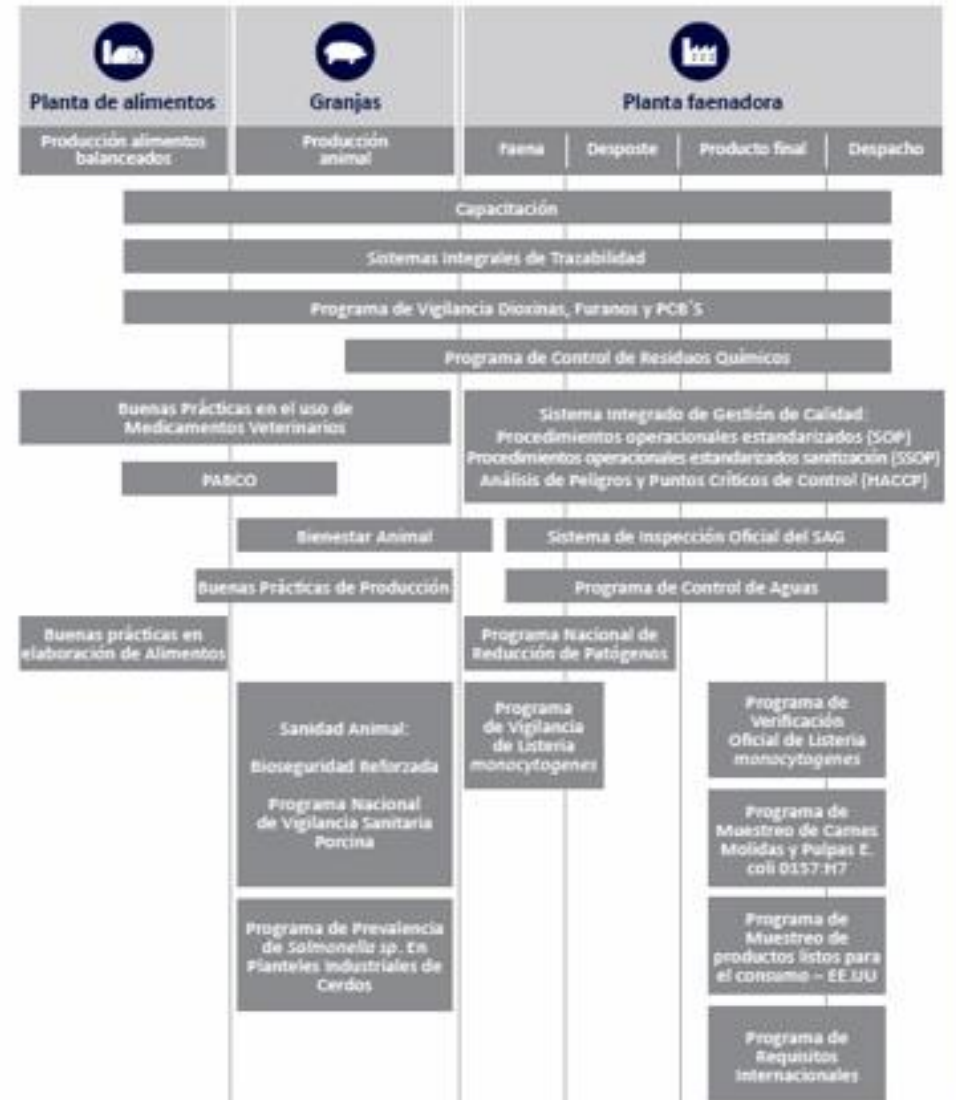 Planta de alimentos
Granjas
Planta faenadora
Producción alimentos
balanceados
Producción
animal
Faena
Desposte
Producto final
Despacho
Capacitación
Sistemas Integrales de Trazabilidad
Programa de Vigilancia Dioxinas, Furanos y PCB´S
Programa de Control de Residuos Químicos
Buenas Prácticas en el uso de
Medicamentos Veterinarios
Sistema Integrado de Gestión de Calidad:
Procedimientos operacionales estandarizados (SOP)
Procedimientos operacionales estandarizados sanitización (SSOP)
Análisis de Peligros y Puntos Críticos de Control (HACCP)
PABCO
Bienestar Animal
Sistema de Inspección Oficial del SAG
Buenas Prácticas de Producción
Programa de Control de Aguas
Buenas prácticas en
elaboración de Alimentos
Programa Nacional de
Reducción de Patógenos
Sanidad Animal:
Bioseguridad Reforzada
Programa Nacional
de Vigilancia Sanitaria
Porcina
Programa
de Vigilancia
de Listeria
monocytogenes
Programa de
Verificación
Oficial de Listeria
monocytogenes
Programa de
Muestreo de Carnes
Molidas y Pulpas E.
coli 0157:H7
Programa de Prevalencia
de Salmonella sp. En
Planteles Industriales de
Cerdos
Programa de
Muestreo de
productos listos para
el consumo – EE.UU
Programa de
Requisitos
Internacionales